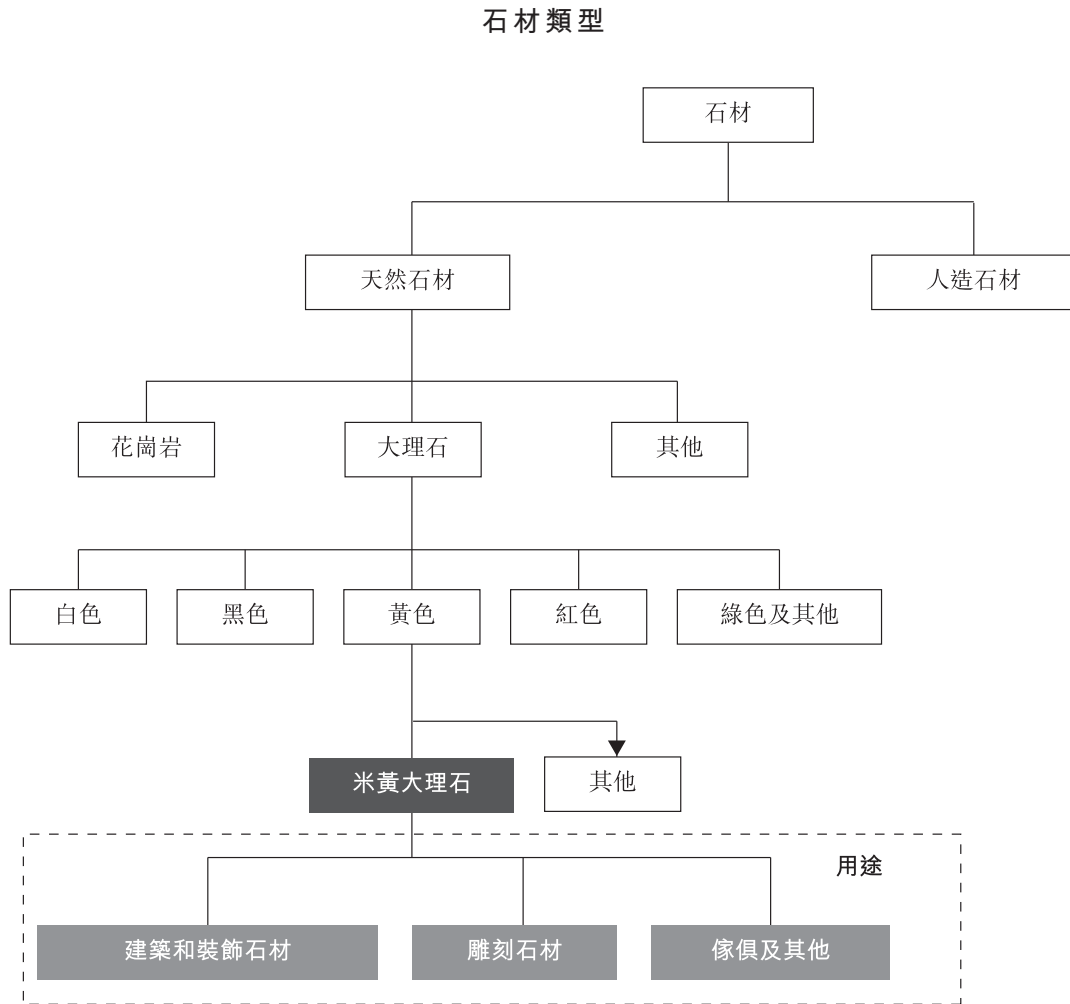 石材類型
石材
天然石材
人造石材
花崗岩
大理石
其他
白色
黑色
黃色
紅色
綠色及其他
米黃大理石
其他
用途
建築和裝飾石材
雕刻石材
傢俱及其他